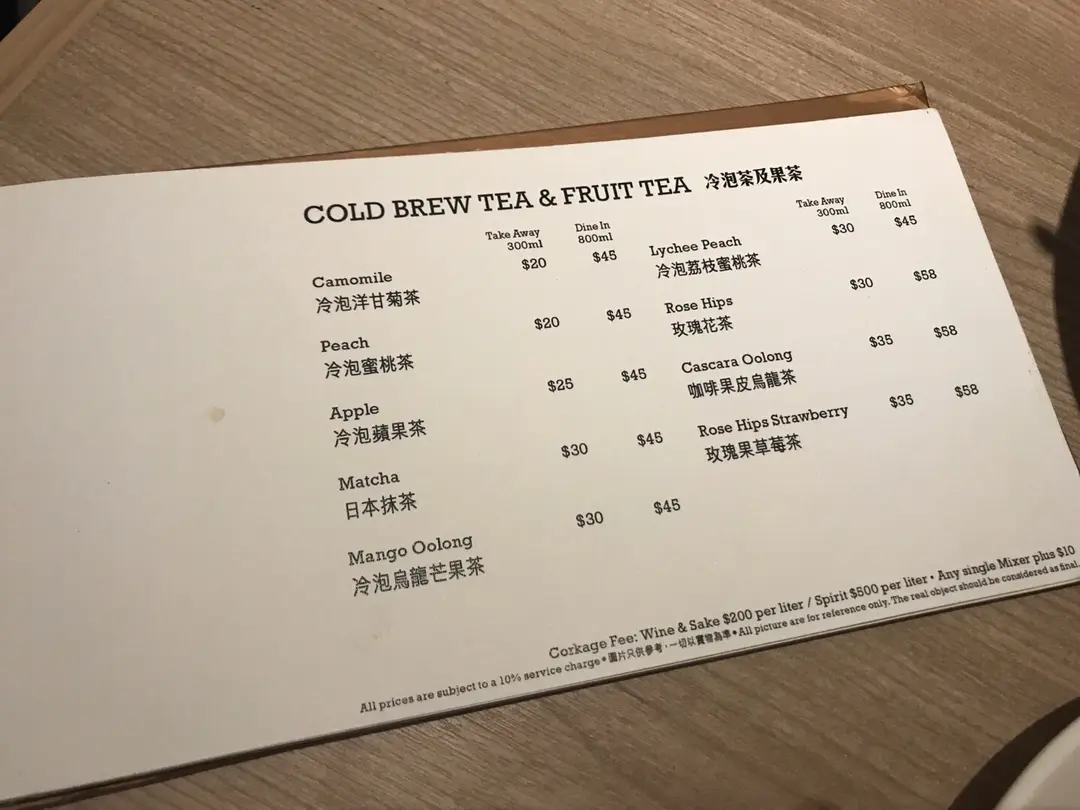 COLD BREW TEA & FRUIT TEA 冷泡茶及果茶
Take Away
300ml
Dine In
800ml
Camomile $20 $45
冷泡洋甘菊茶
Peach $20 $45
冷泡蜜桃茶
Apple $25 $45
冷泡蘋果茶
Matcha $30 $45
日本抹茶
Mango Oolong $30 $45
冷泡烏龍芒果茶
Take Away
300ml
Dine In
800ml
Lychee Peach $30 $45
冷泡荔枝蜜桃茶
Rose Hips $30 $58
玫瑰花茶
Cascara Oolong $35 $58
咖啡果皮烏龍茶
Rose Hips Strawberry $35 $58
玫瑰果草莓茶
Corkage Fee: Wine & Sake $200 per liter / Spirit $500 per liter • Any single Mixer plus $10
All prices are subject to a 10% service charge • 圖片只供參考，一切以實物為準 • All picture are for reference only. The real object should be considered as final.